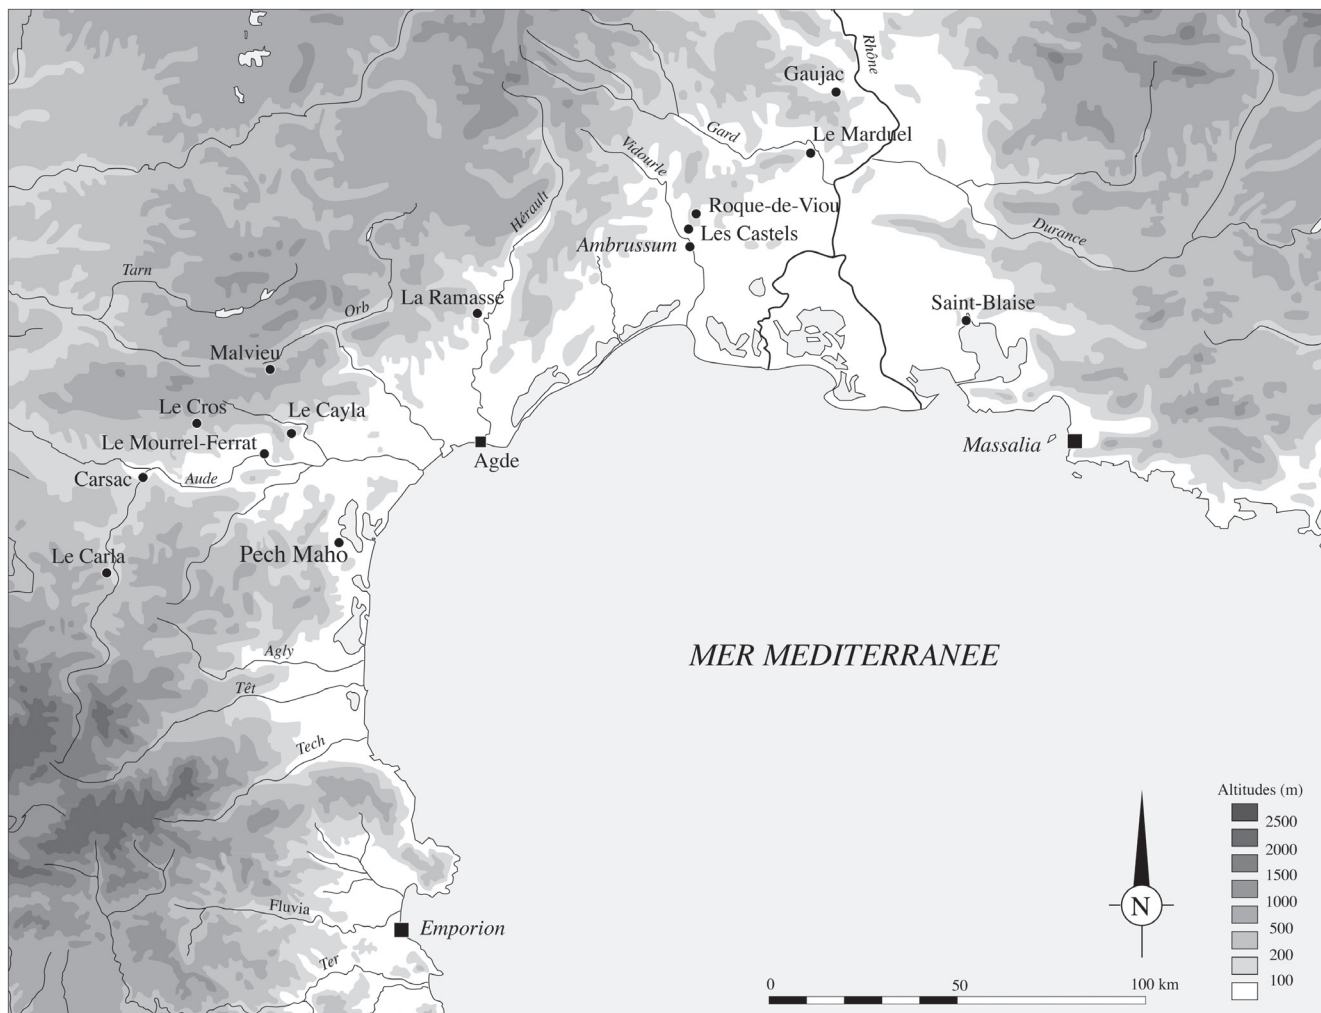 Rhône
Gaujac
Gard
Le Marduel
Vidourle
Hérault
Roque-de-Viou
Les Castels
Ambrussum
Durance
Tarn
La Ramasse
Orb
Saint-Blaise
Malvieu
Le Cros
Le Cayla
Le Mourrel-Ferrat
Massalia
Agde
Carsac
Aude
Pech Maho
Le Carla
Agly
MER MEDITERRANEE
Têt
Tech
Altitudes (m)
2500
2000
1500
1000
500
200
100
N
Fluvia
Emporion
Ter
0 50 100 km